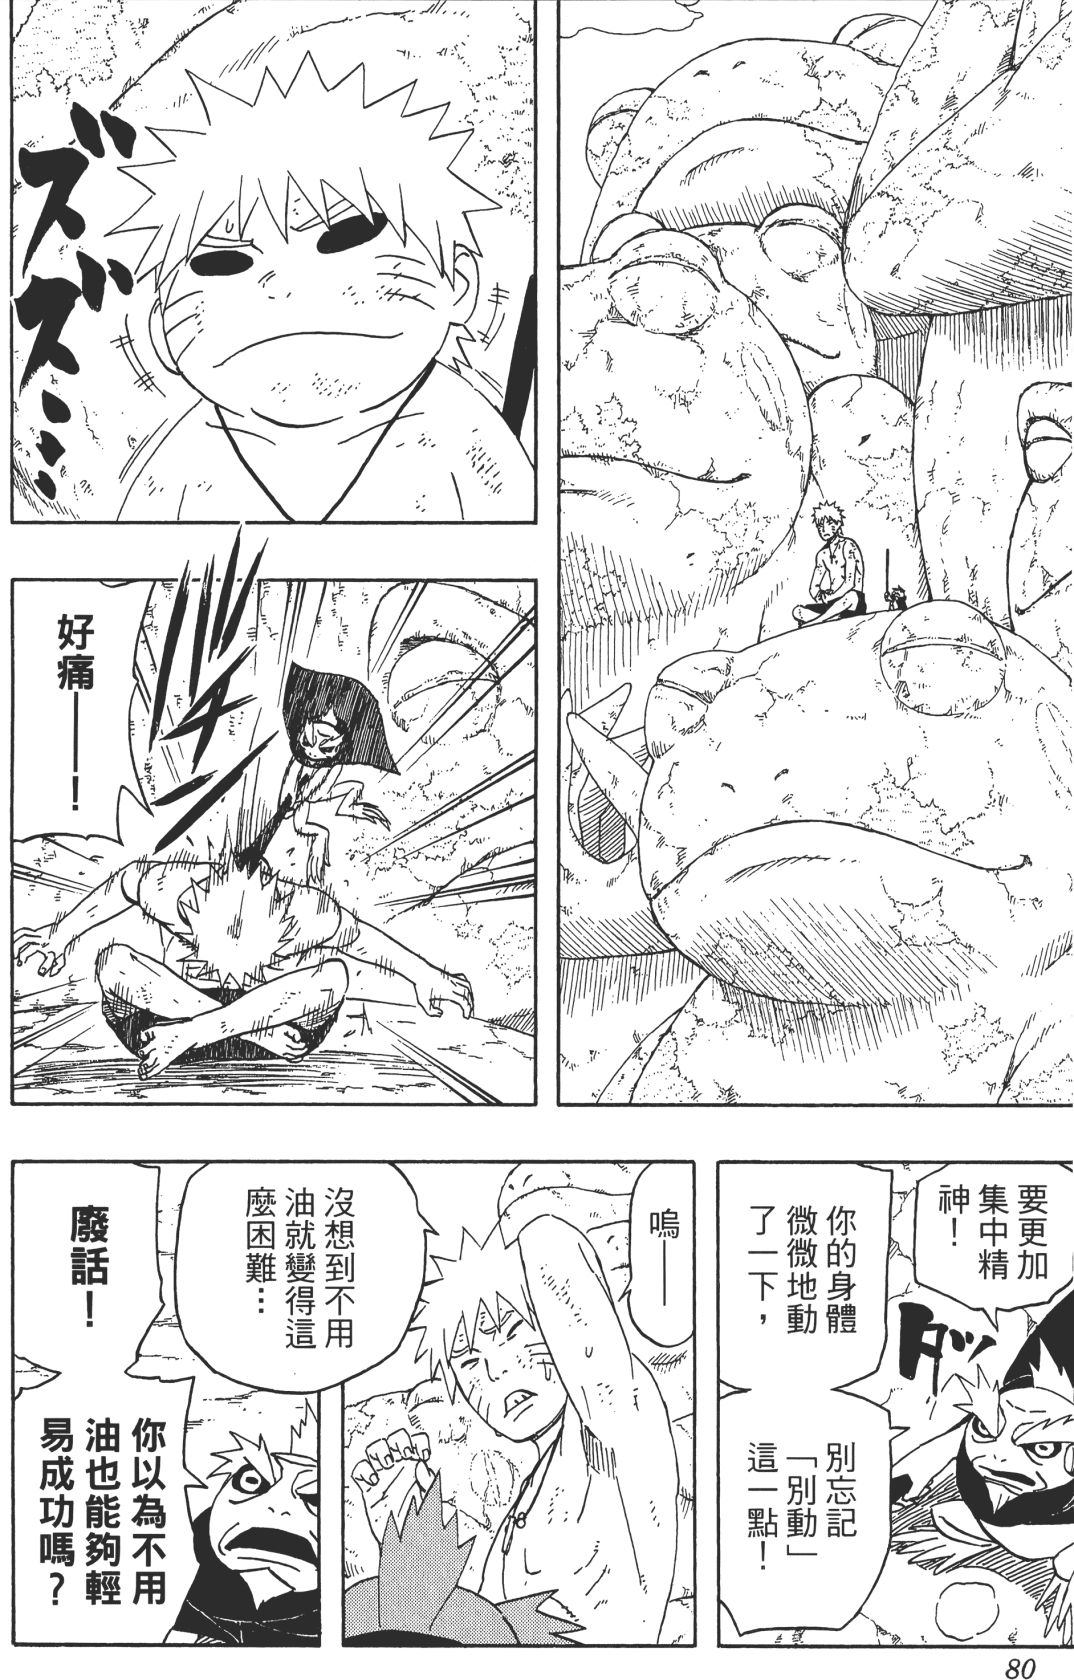 ズズズズ…
好痛——！
要更加
集中精
神！
ダッ
你的身體
微微地動
了一下，
別忘記
「別動」
這一點！
嗚——
沒想到不用
油就變得這
麼困難…
廢話！
你以為不用
油也能夠輕
易成功嗎？
80